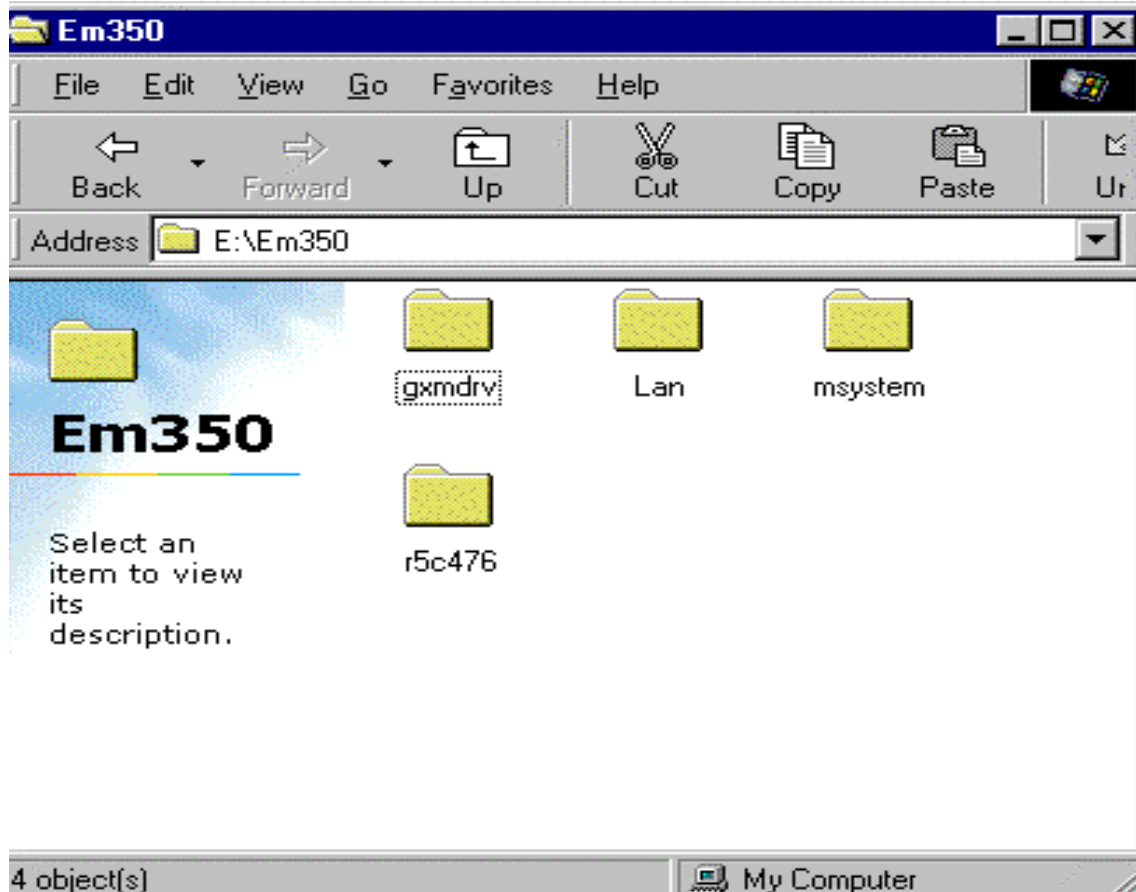 Em350
File Edit View Go Favorites Help
Back Forward Up Cut Copy Paste
Address E:\Em350
gxmdrv Lan msystem
Em350
r5c476
Select an
item to view
its
description.
4 object(s) My Computer